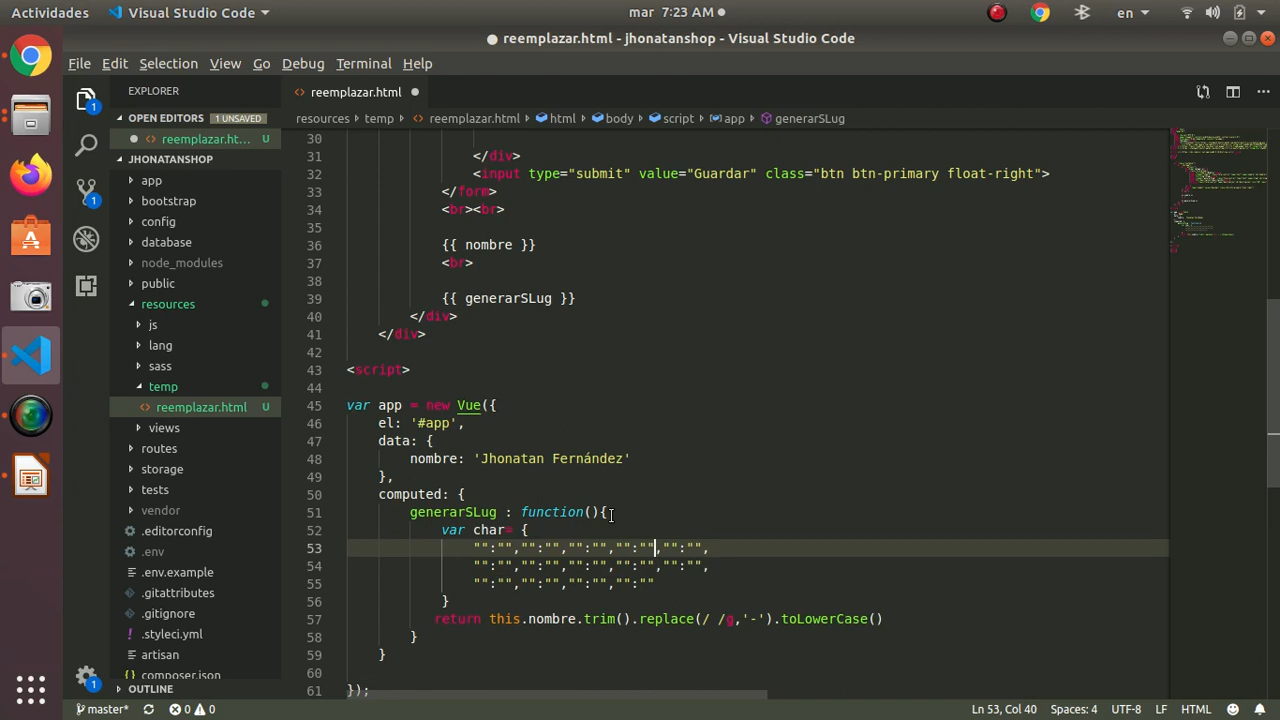 Actividades Visual Studio Code mar 7:23 AM en
reemplazar.html - jhonatanshop - Visual Studio Code
File Edit Selection View Go Debug Terminal Help
EXPLORER
OPEN EDITORS 1 UNSAVED
reemplazar.ht... U
JHONATANSHOP
app
bootstrap
config
database
node_modules
public
resources
js
lang
sass
temp
reemplazar.html U
views
routes
storage
tests
vendor
.editorconfig
.env
.env.example
.gitattributes
.gitignore
.styleci.yml
artisan
composer.json
OUTLINE
1
1
1
reemplazar.html
resources temp reemplazar.html html body script app generarSLug
30
31 </div>
32 <input type="submit" value="Guardar" class="btn btn-primary float-right">
33 </form>
34 <br><br>
35
36 {{ nombre }}
37 <br>
38
39 {{ generarSLug }}
40 </div>
41 </div>
42
43 <script>
44
45 var app = new Vue({
46 el: '#app',
47 data: {
48 nombre: 'Jhonatan Fernández'
49 },
50 computed: {
51 generarSLug : function(){
52 var char= {
53 "":"","":"","":"","":"","":"",
54 "":"","":"","":"","":"","":"",
55 "":"","":"","":"","":""
56 }
57 return this.nombre.trim().replace(/ /g,'-').toLowerCase()
58 }
59 }
60
61 });
master* 0 0 Ln 53, Col 40 Spaces: 4 UTF-8 LF HTML